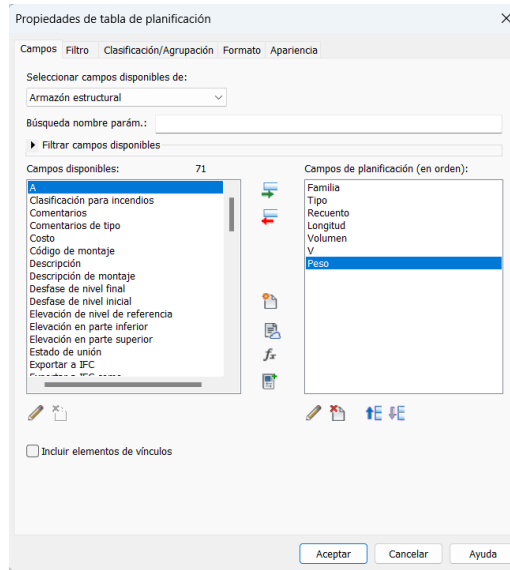 Propiedades de tabla de planificación
Campos Filtro Clasificación/Agrupación Formato Apariencia
Seleccionar campos disponibles de:
Armazón estructural
Búsqueda nombre parám.:
Filtrar campos disponibles
Campos disponibles: 71
A
Clasificación para incendios
Comentarios
Comentarios de tipo
Costo
Código de montaje
Descripción
Descripción de montaje
Desfase de nivel final
Desfase de nivel inicial
Elevación de nivel de referencia
Elevación en parte inferior
Elevación en parte superior
Estado de unión
Exportar a IFC
Campos de planificación (en orden):
Familia
Tipo
Recuento
Longitud
Volumen
V
Peso
fx
Incluir elementos de vínculos
Aceptar Cancelar Ayuda